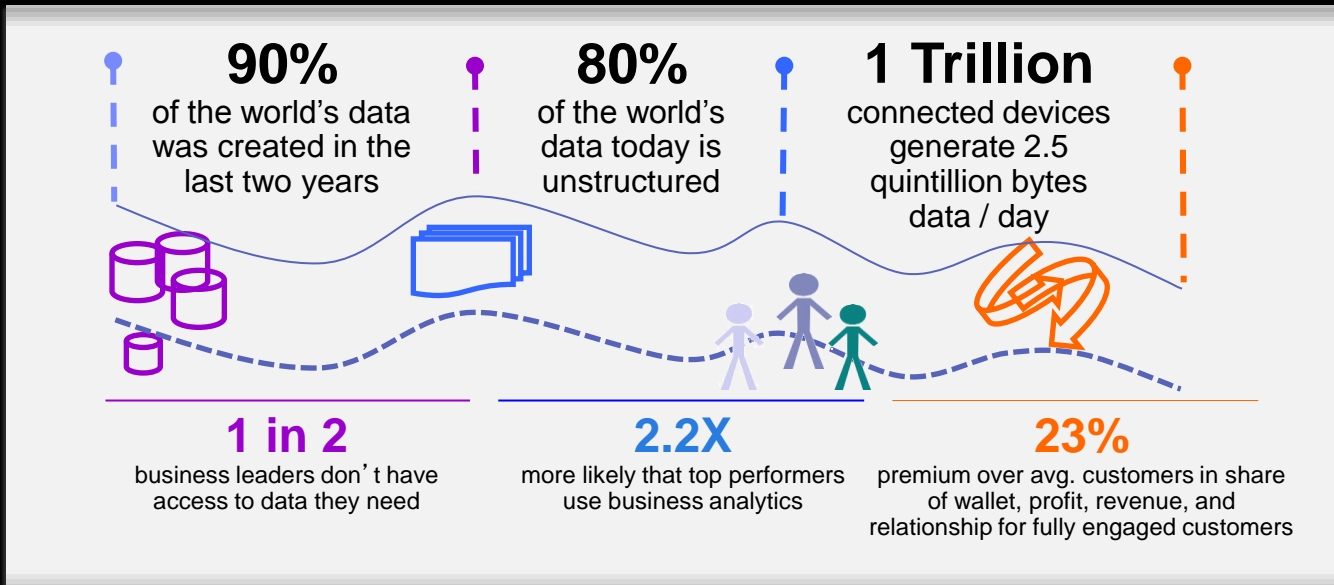 90%
of the world's data
was created in the
last two years
80%
of the world's
data today is
unstructured
1 Trillion
connected devices
generate 2.5
quintillion bytes
data / day
1 in 2
business leaders don' t have
access to data they need
2.2X
more likely that top performers
use business analytics
23%
premium over avg. customers in share
of wallet, profit, revenue, and
relationship for fully engaged customers